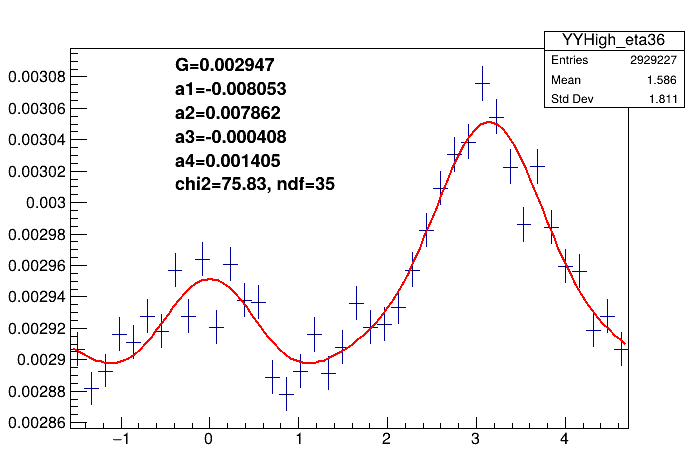 YYHigh_eta36
Entries 2929227
Mean 1.586
Std Dev 1.811
G=0.002947
a1=-0.008053
a2=0.007862
a3=-0.000408
a4=0.001405
chi2=75.83, ndf=35
0.00308
0.00306
0.00304
0.00302
0.003
0.00298
0.00296
0.00294
0.00292
0.0029
0.00288
0.00286
−1 0 1 2 3 4